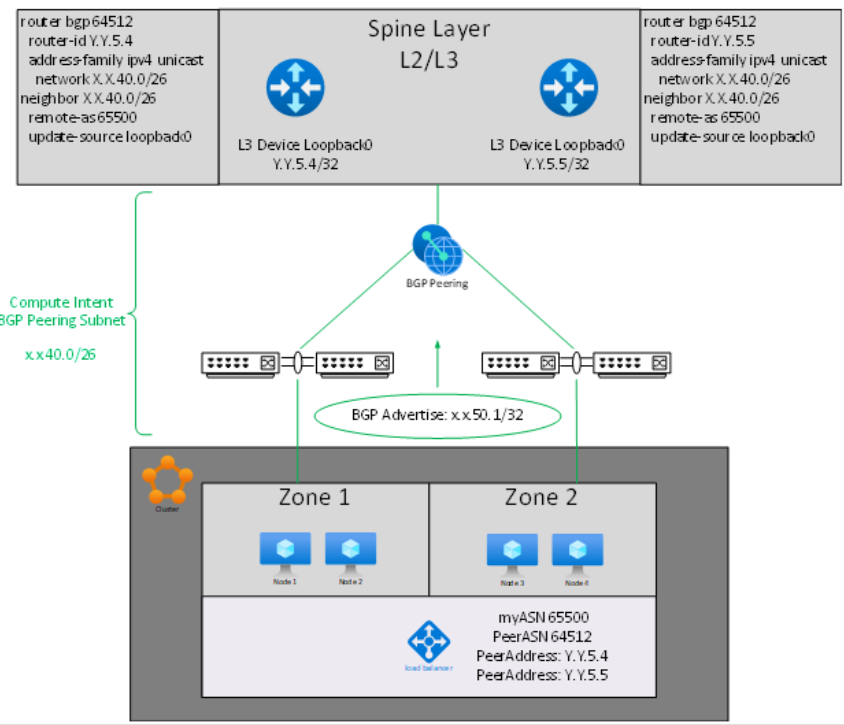 router bgp 64512
router-id Y.Y.5.4
address-family ipv4 unicast
network X.X.40.0/26
neighbor X.X.40.0/26
remote-as 65500
update-source loopback0
Spine Layer
L2/L3
L3 Device Loopback0
Y.Y.5.4/32
L3 Device Loopback0
Y.Y.5.5/32
router bgp 64512
router-id Y.Y.5.5
address-family ipv4 unicast
network X.X.40.0/26
neighbor X.X.40.0/26
remote-as 65500
update-source loopback0
BGP Peering
Compute Intent
BGP Peering Subnet
x.x.40.0/26
BGP Advertise: x.x.50.1/32
Cluster
Zone 1
Zone 2
Node 1
Node 2
Node 3
Node 4
load balancer
myASN 65500
PeerASN 64512
PeerAddress: Y.Y.5.4
PeerAddress: Y.Y.5.5